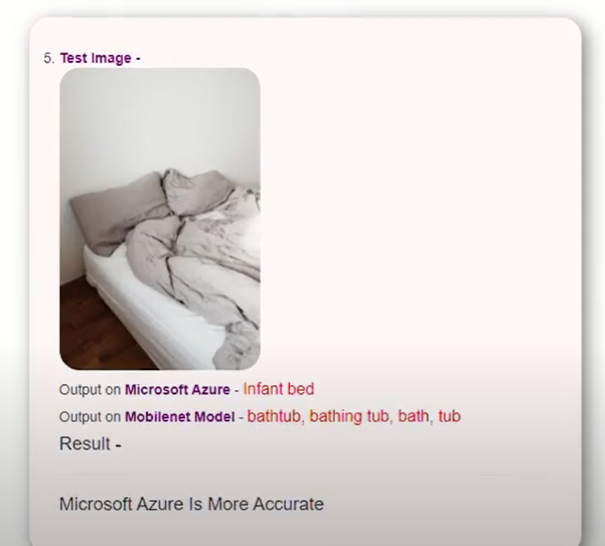 5. Test Image -
Output on Microsoft Azure - Infant bed
Output on Mobilenet Model - bathtub, bathing tub, bath, tub
Result -
Microsoft Azure Is More Accurate